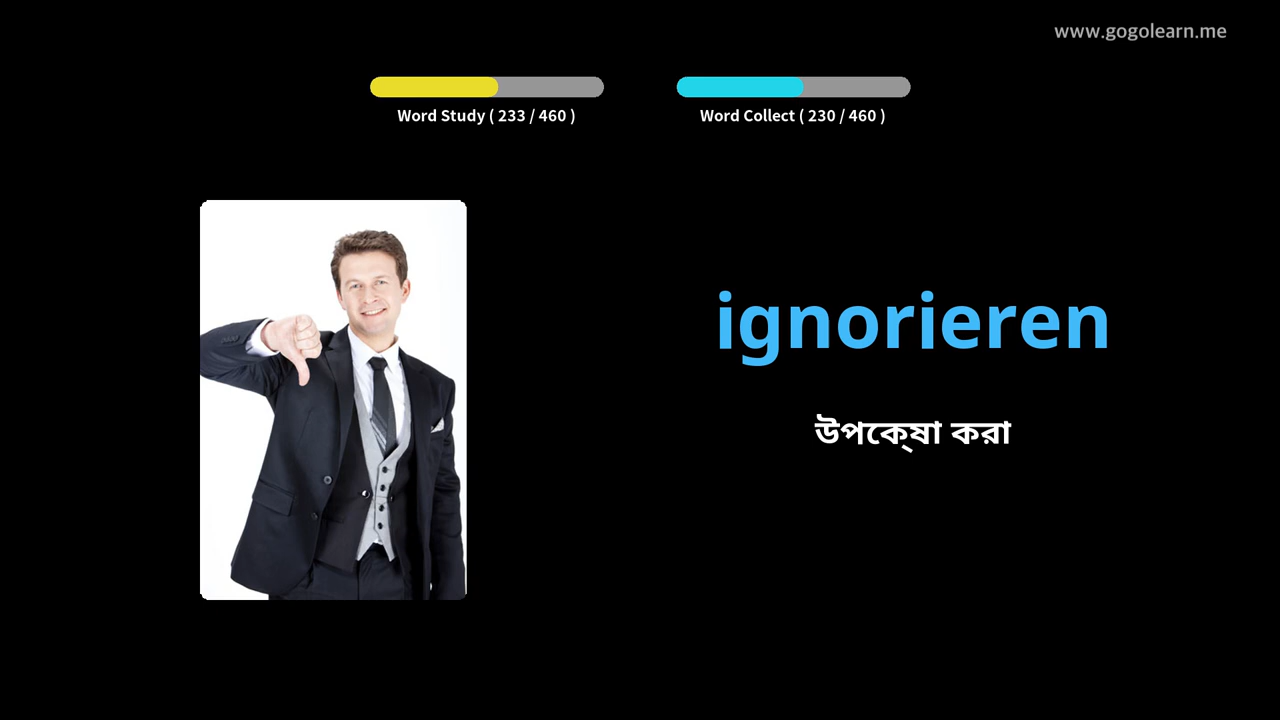 www.gogolearn.me
Word Study ( 233 / 460 )
Word Collect ( 230 / 460 )
ignorieren
উপেক্ষা করা